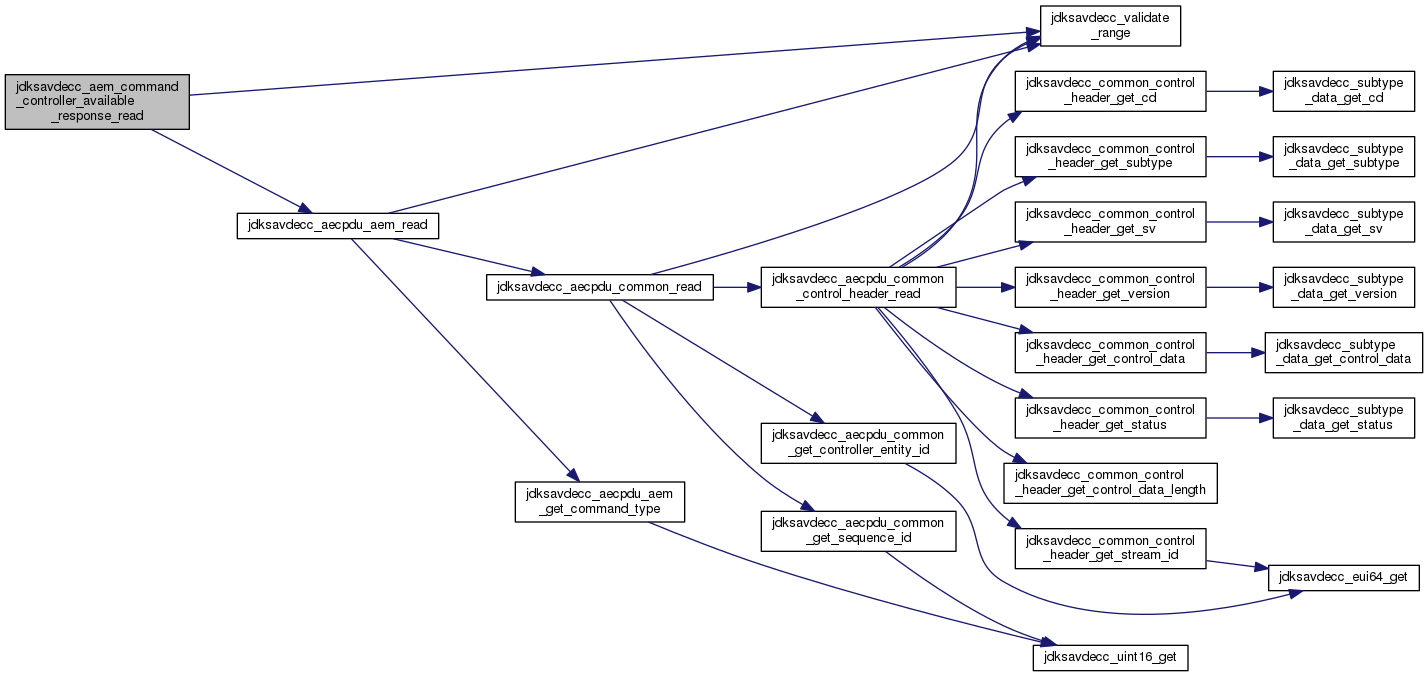 jdksavdecc_aem_command
_controller_available
_response_read
jdksavdecc_validate
_range
jdksavdecc_aecpdu_aem_read
jdksavdecc_aecpdu_common_read
jdksavdecc_aecpdu_common
_control_header_read
jdksavdecc_common_control
_header_get_cd
jdksavdecc_subtype
_data_get_cd
jdksavdecc_common_control
_header_get_subtype
jdksavdecc_subtype
_data_get_subtype
jdksavdecc_common_control
_header_get_sv
jdksavdecc_subtype
_data_get_sv
jdksavdecc_common_control
_header_get_version
jdksavdecc_subtype
_data_get_version
jdksavdecc_common_control
_header_get_control_data
jdksavdecc_subtype
_data_get_control_data
jdksavdecc_common_control
_header_get_status
jdksavdecc_subtype
_data_get_status
jdksavdecc_common_control
_header_get_control_data_length
jdksavdecc_common_control
_header_get_stream_id
jdksavdecc_eui64_get
jdksavdecc_aecpdu_common
_get_controller_entity_id
jdksavdecc_aecpdu_common
_get_sequence_id
jdksavdecc_aecpdu_aem
_get_command_type
jdksavdecc_uint16_get